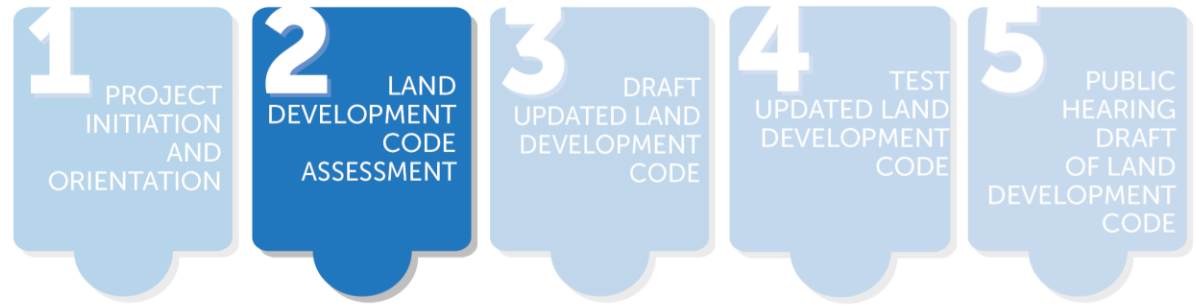 1
PROJECT
INITIATION
AND
ORIENTATION
2
LAND
DEVELOPMENT
CODE
ASSESSMENT
3
DRAFT
UPDATED LAND
DEVELOPMENT
CODE
4
TEST
UPDATED LAND
DEVELOPMENT
CODE
5
PUBLIC
HEARING
DRAFT
OF LAND
DEVELOPMENT
CODE